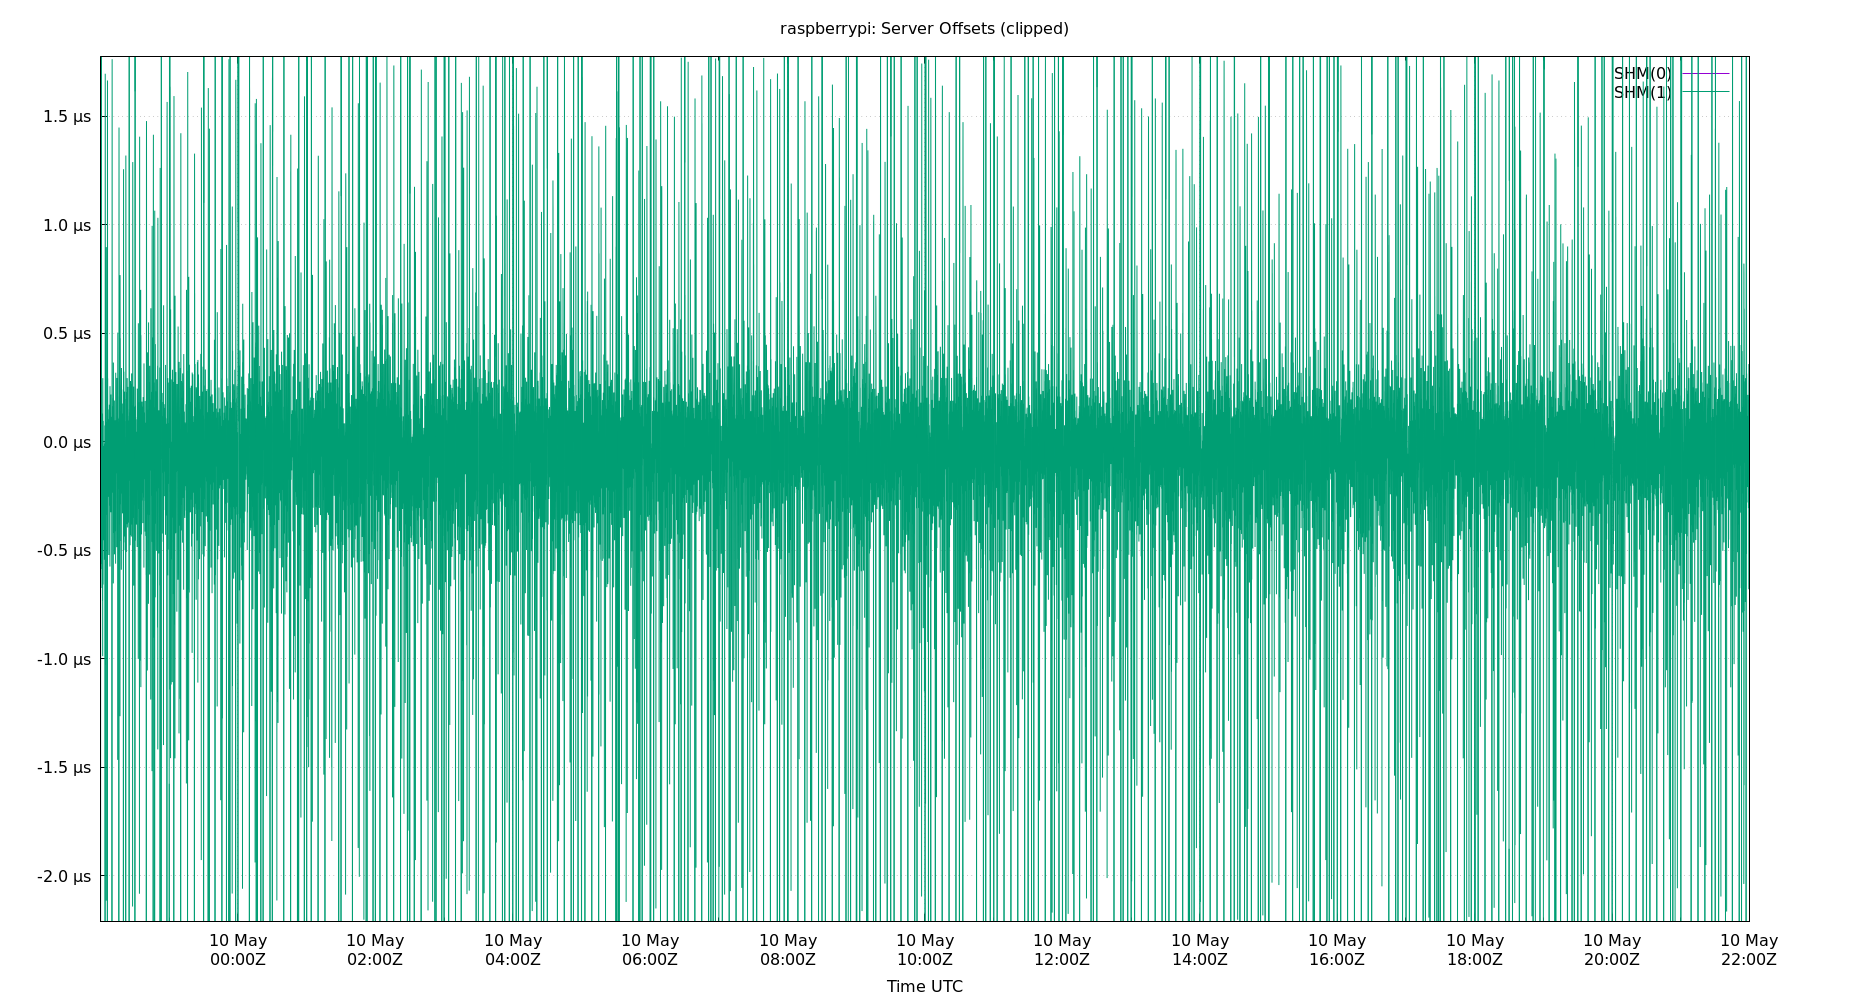 raspberrypi: Server Offsets (clipped)
SHM(0)
SHM(1)
1.5 µs
1.0 µs
0.5 µs
0.0 µs
-0.5 µs
-1.0 µs
-1.5 µs
-2.0 µs
10 May 10 May 10 May 10 May 10 May 10 May 10 May 10 May 10 May 10 May 10 May 10 May
00:00Z 02:00Z 04:00Z 06:00Z 08:00Z 10:00Z 12:00Z 14:00Z 16:00Z 18:00Z 20:00Z 22:00Z
Time UTC